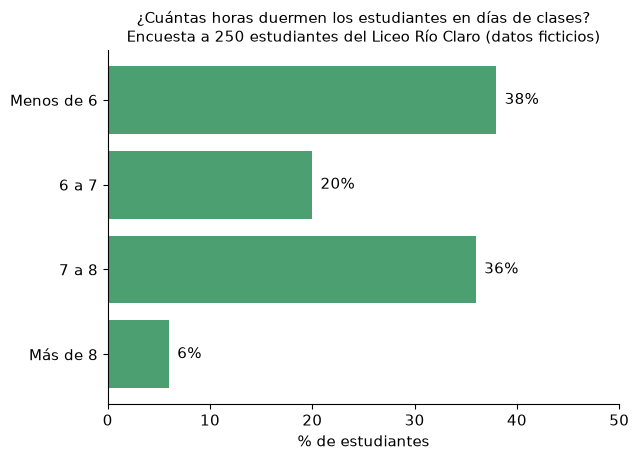 ¿Cuántas horas duermen los estudiantes en días de clases?
Encuesta a 250 estudiantes del Liceo Río Claro (datos ficticios)
Menos de 6
38%
6 a 7
20%
7 a 8
36%
Más de 8
6%
0 10 20 30 40 50
% de estudiantes